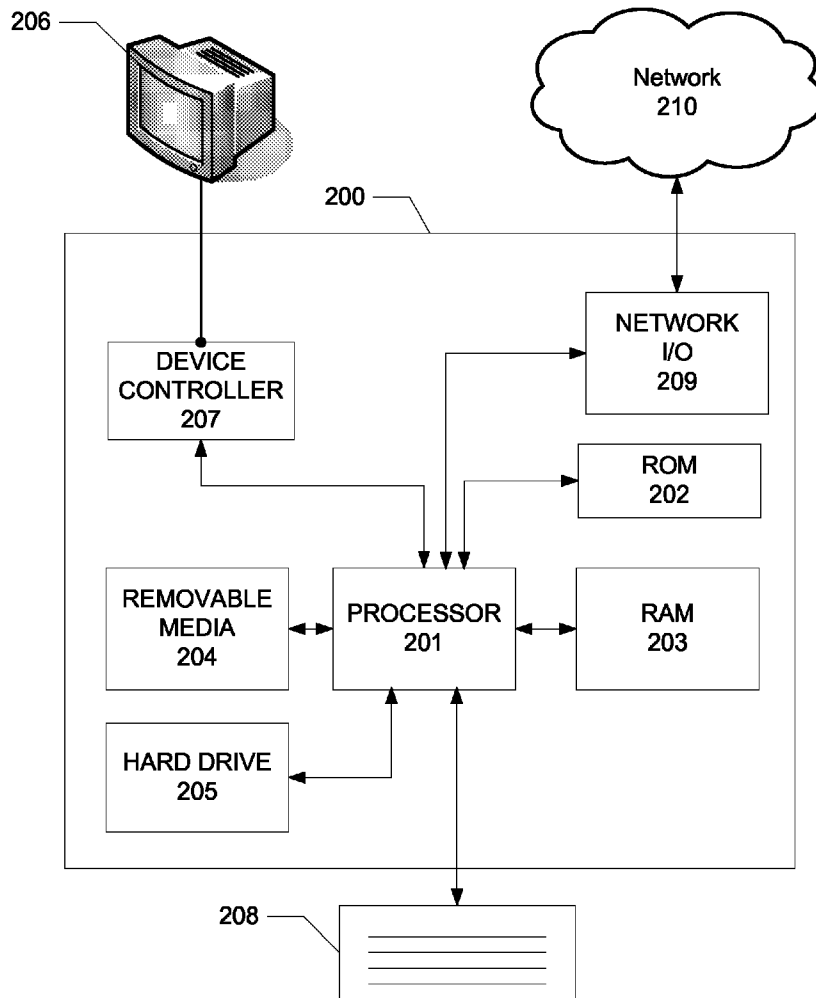 206
Network
210
200
NETWORK
I/O
209
DEVICE
CONTROLLER
207
ROM
202
REMOVABLE
MEDIA
204
PROCESSOR
201
RAM
203
HARD DRIVE
205
208